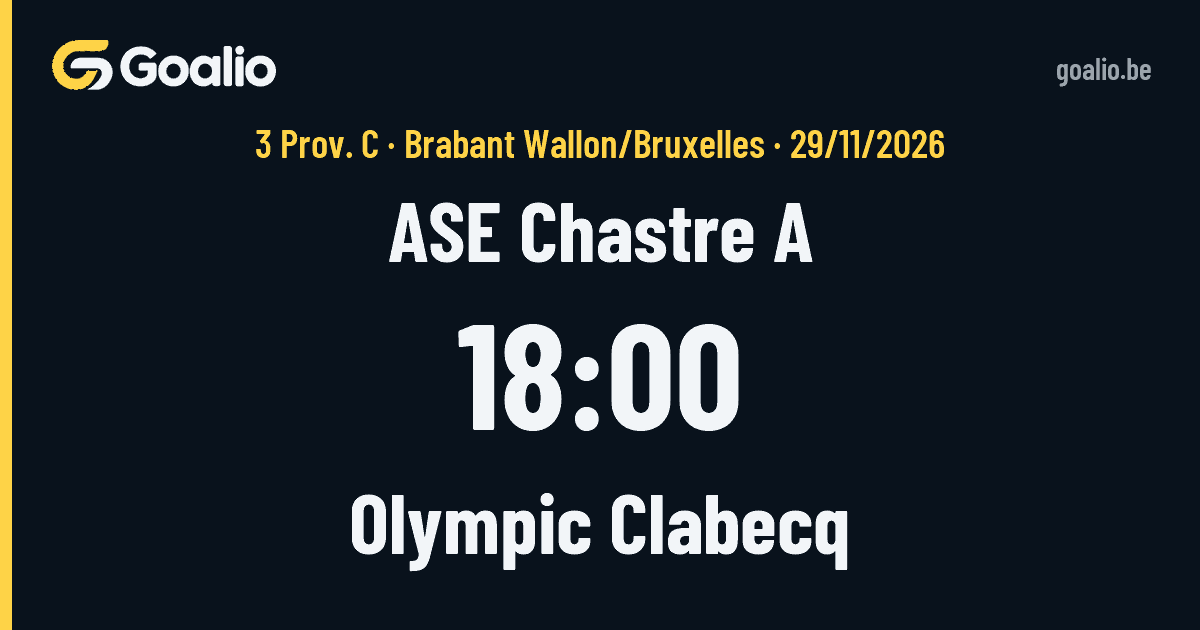 Goalio
goalio.be
3 Prov. C · Brabant Wallon/Bruxelles · 29/11/2026
ASE Chastre A
18:00
Olympic Clabecq